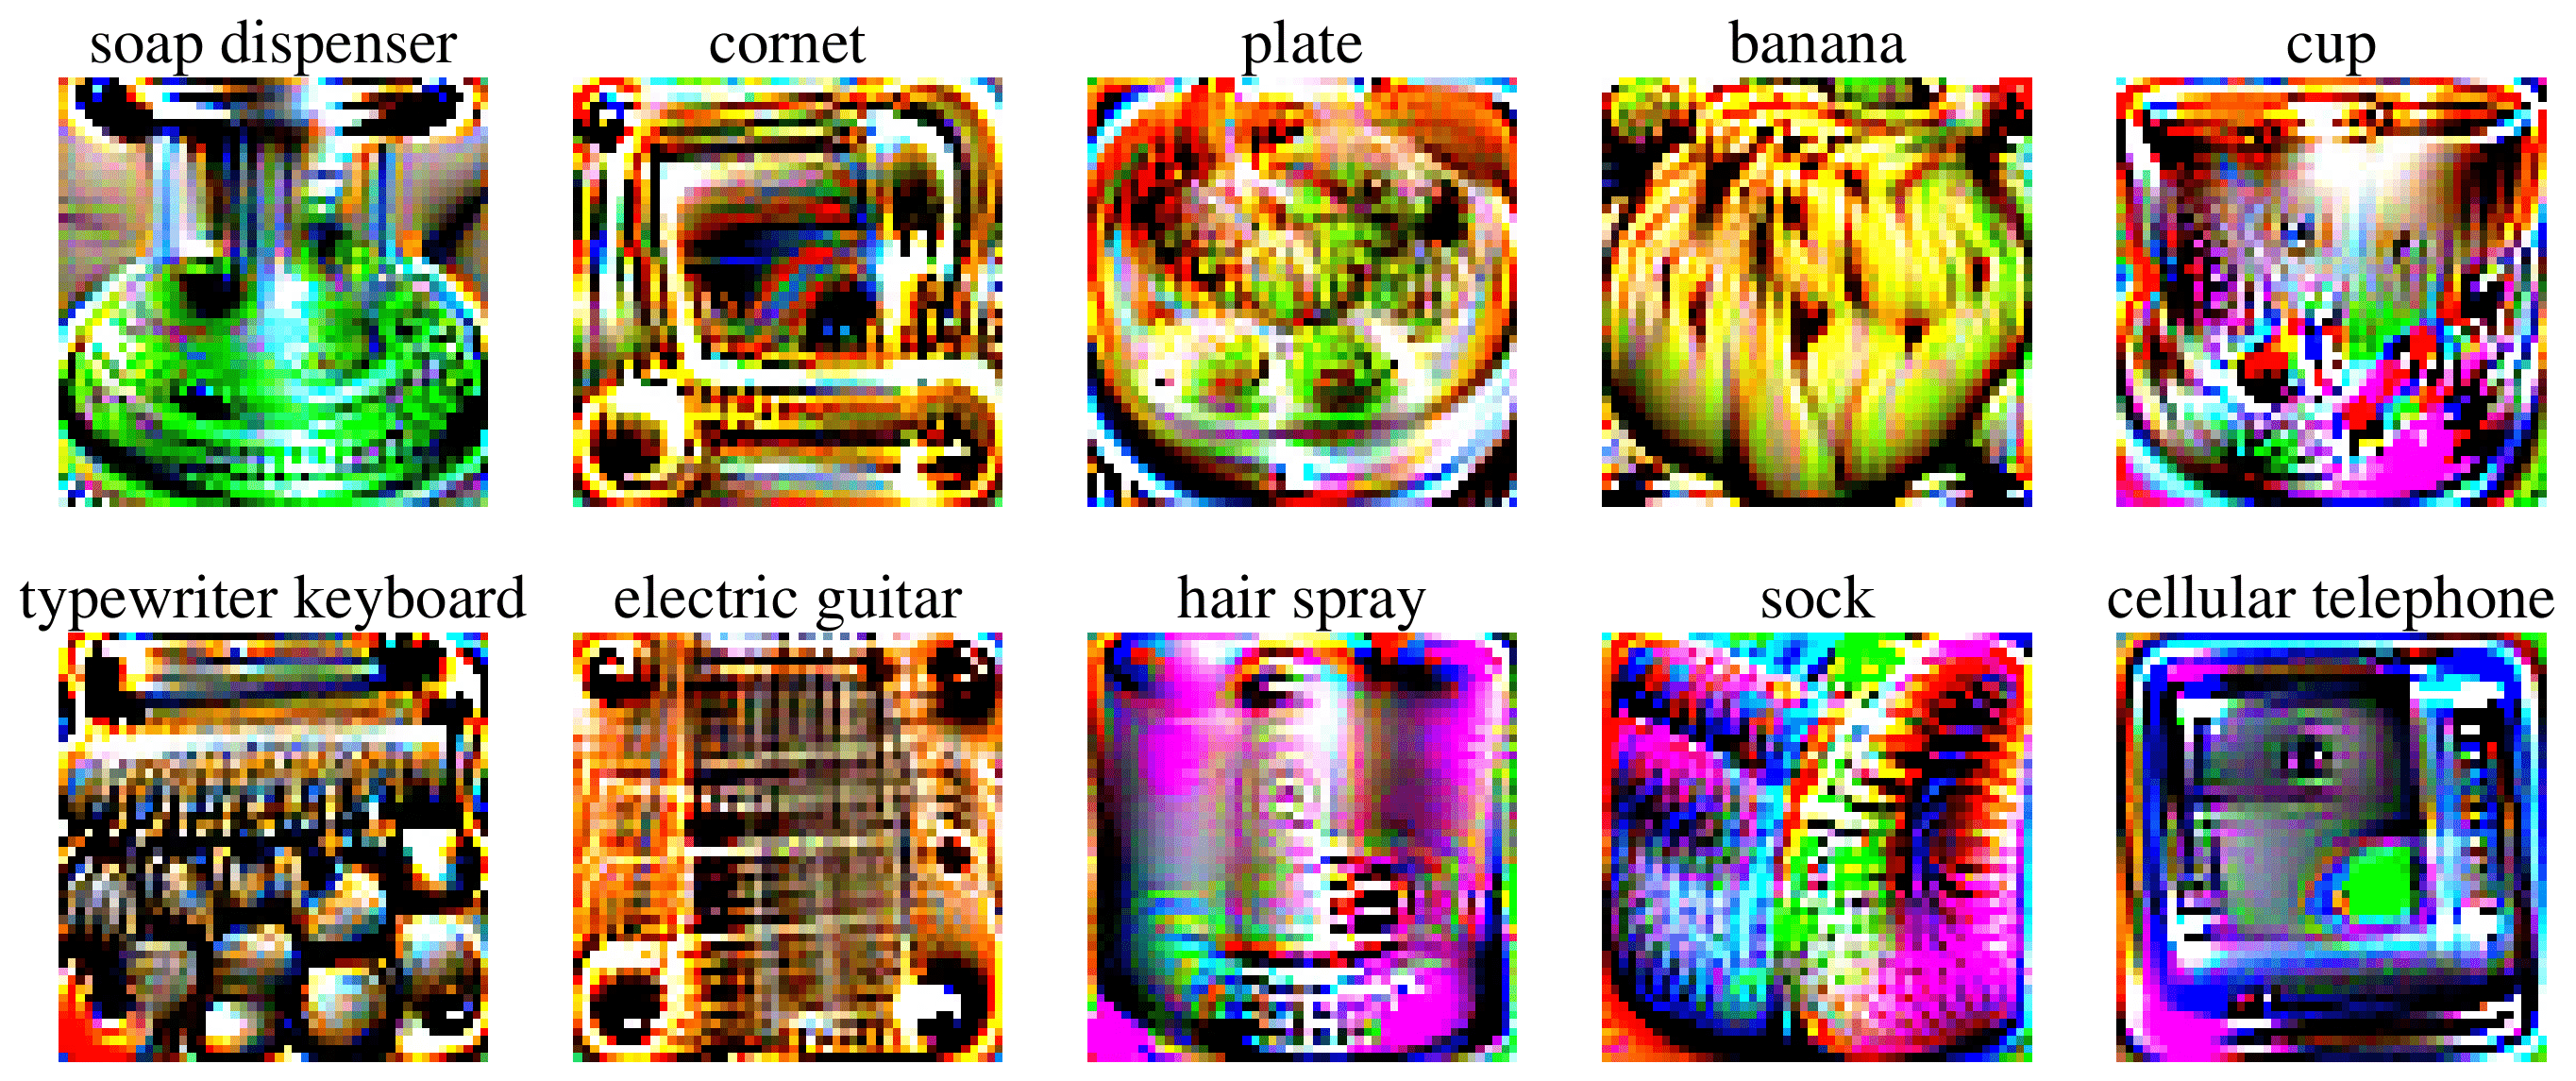 soap dispenser
cornet
plate
banana
cup
typewriter keyboard
electric guitar
hair spray
sock
cellular telephone